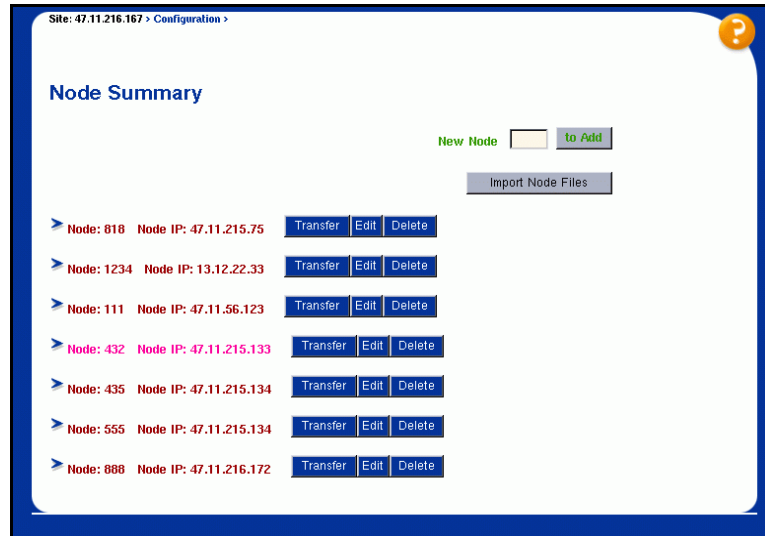 Site: 47.11.216.167 > Configuration >
?
Node Summary
New Node to Add
Import Node Files
Node: 818 Node IP: 47.11.215.75 Transfer Edit Delete
Node: 1234 Node IP: 13.12.22.33 Transfer Edit Delete
Node: 111 Node IP: 47.11.56.123 Transfer Edit Delete
Node: 432 Node IP: 47.11.215.133 Transfer Edit Delete
Node: 435 Node IP: 47.11.215.134 Transfer Edit Delete
Node: 555 Node IP: 47.11.215.134 Transfer Edit Delete
Node: 888 Node IP: 47.11.216.172 Transfer Edit Delete